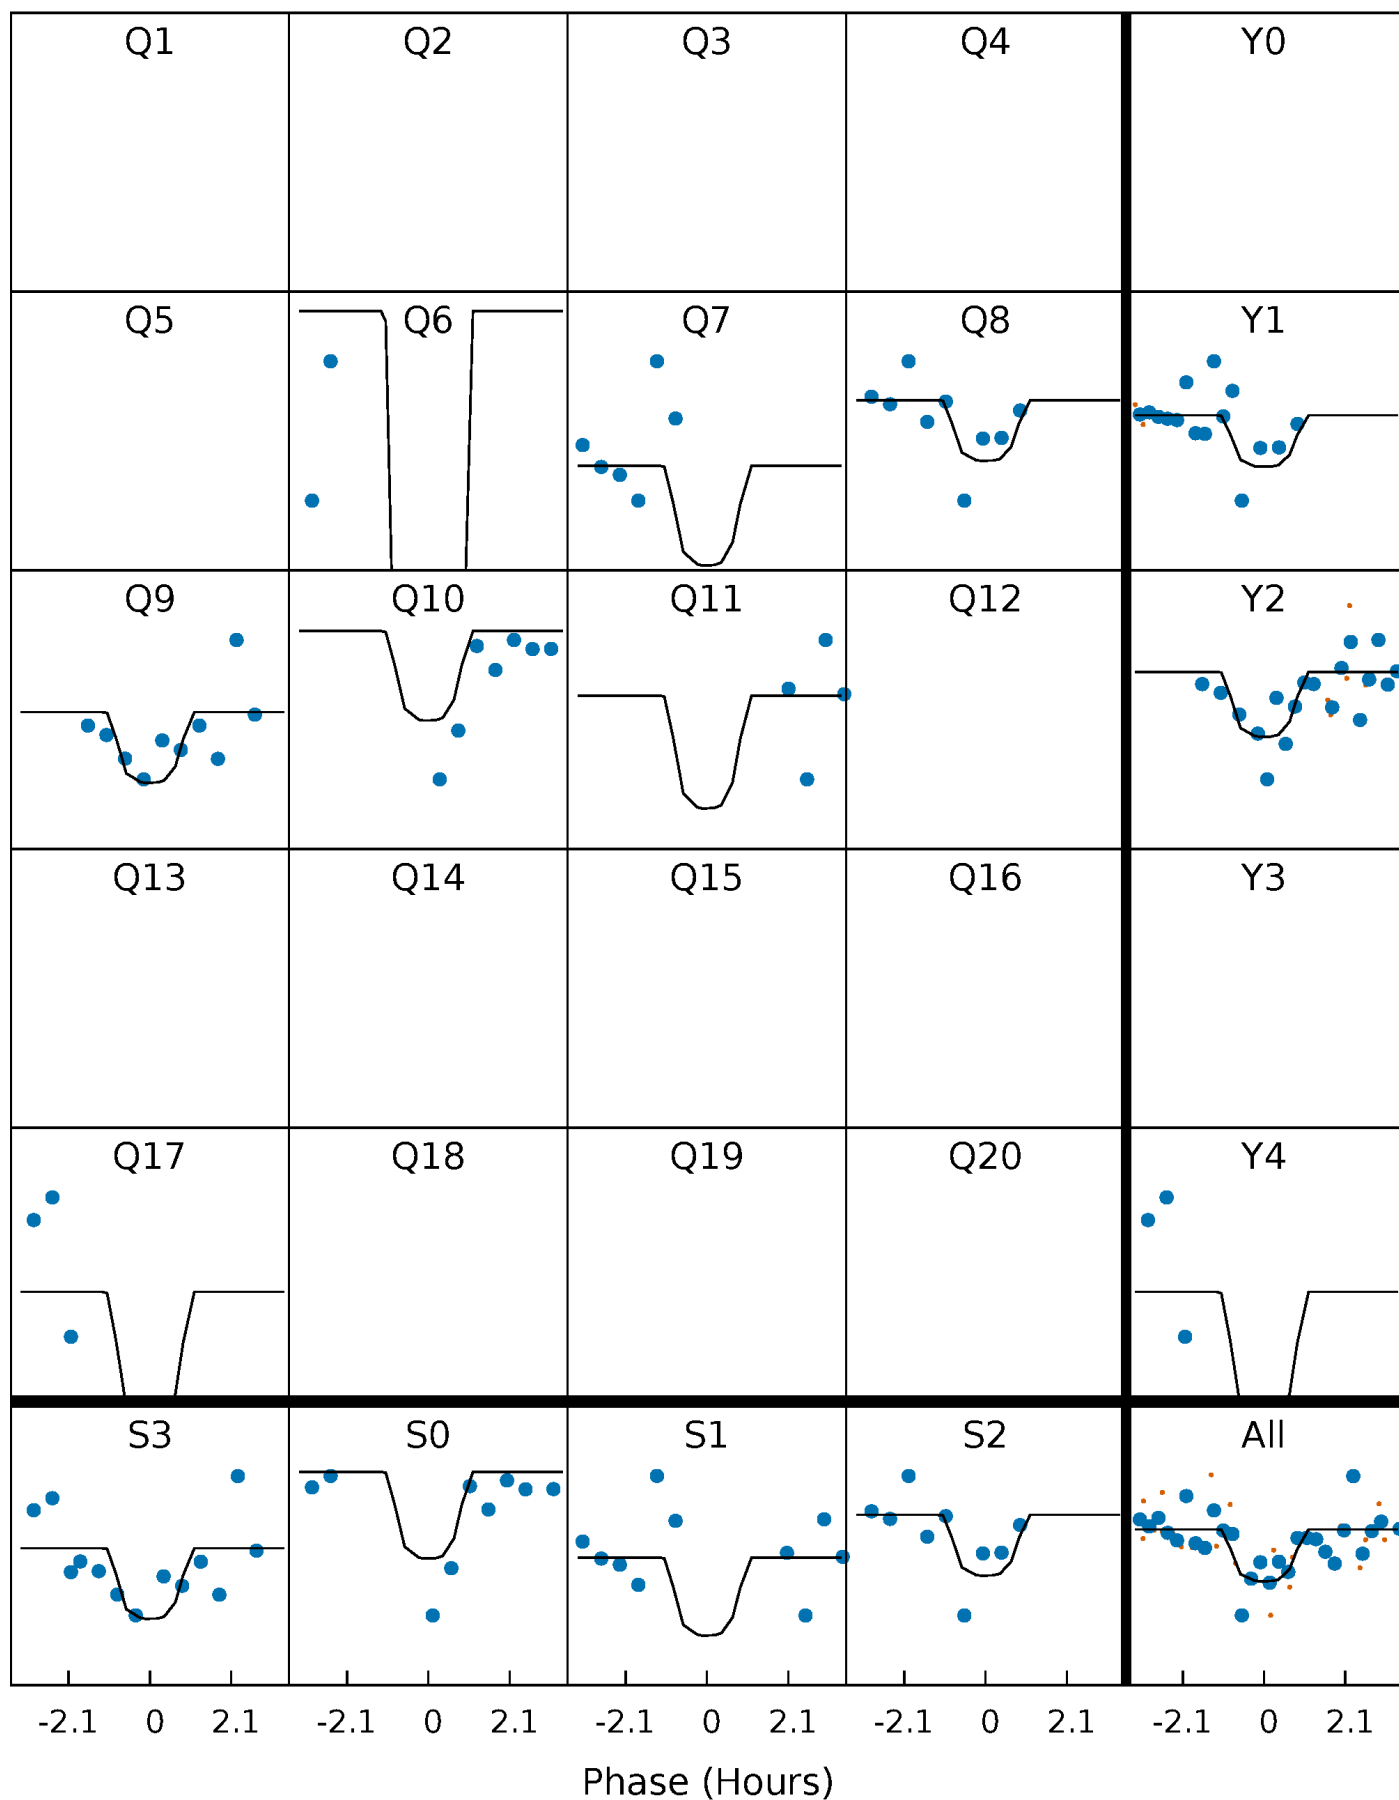 Q1 Q2 Q3 Q4 Y0
Q5 Q6 Q7 Q8 Y1
Q9 Q10 Q11 Q12 Y2
Q13 Q14 Q15 Q16 Y3
Q17 Q18 Q19 Q20 Y4
S3 S0 S1 S2 All
-2.1 0 2.1 -2.1 0 2.1 -2.1 0 2.1 -2.1 0 2.1 -2.1 0 2.1
Phase (Hours)